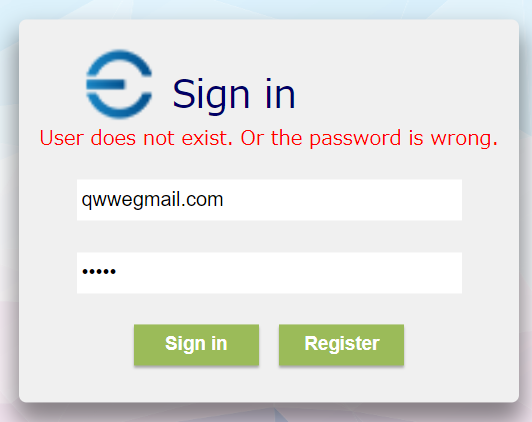 Sign in
User does not exist. Or the password is wrong.
qwwegmail.com
•••••
Sign in
Register